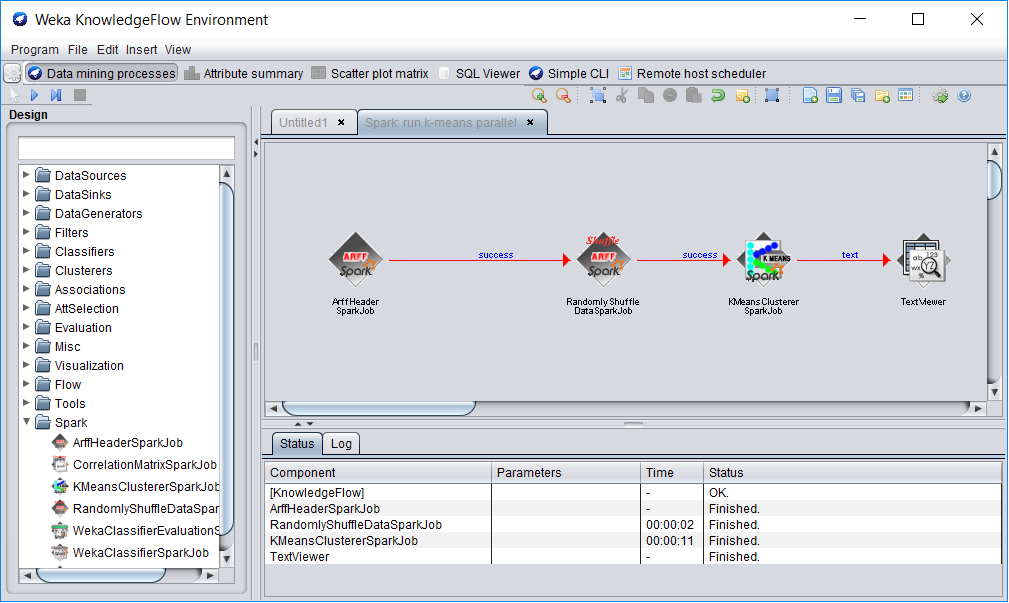 Weka KnowledgeFlow Environment
Program File Edit Insert View
Data mining processes Attribute summary Scatter plot matrix SQL Viewer Simple CLI Remote host scheduler
Design
Untitled1 Spark: run k-means parallel
DataSources
DataSinks
DataGenerators
Filters
Classifiers
Clusterers
Associations
AttSelection
Evaluation
Misc
Visualization
Flow
Tools
Spark
ArffHeaderSparkJob
CorrelationMatrixSparkJob
KMeansClustererSparkJob
RandomlyShuffleDataSpar
WekaClassifierEvaluationS
WekaClassifierSparkJob
ARFF
Spark
ArffHeader
SparkJob
success
Shuffle
ARFF
Spark
Randomly Shuffle
DataSparkJob
success
K MEANS
Spark
KMeansClusterer
SparkJob
text
TextViewer
Status Log
Component Parameters Time Status
[KnowledgeFlow] - OK.
ArffHeaderSparkJob - Finished.
RandomlyShuffleDataSparkJob 00:00:02 Finished.
KMeansClustererSparkJob 00:00:11 Finished.
TextViewer - Finished.